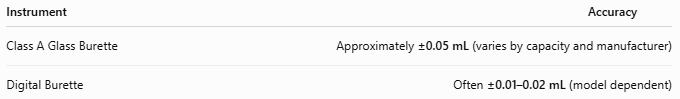 Instrument Accuracy
Class A Glass Burette Approximately ±0.05 mL (varies by capacity and manufacturer)
Digital Burette Often ±0.01–0.02 mL (model dependent)